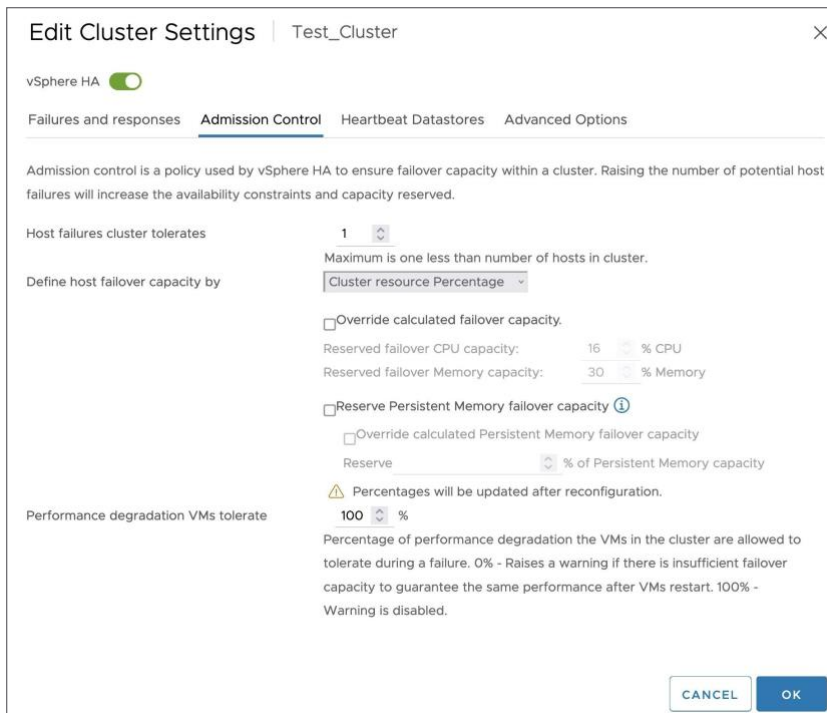 Edit Cluster Settings Test_Cluster
vSphere HA
Failures and responses Admission Control Heartbeat Datastores Advanced Options
Admission control is a policy used by vSphere HA to ensure failover capacity within a cluster. Raising the number of potential host
failures will increase the availability constraints and capacity reserved.
Host failures cluster tolerates 1
Maximum is one less than number of hosts in cluster.
Define host failover capacity by Cluster resource Percentage
Override calculated failover capacity.
Reserved failover CPU capacity: 16 % CPU
Reserved failover Memory capacity: 30 % Memory
Reserve Persistent Memory failover capacity
Override calculated Persistent Memory failover capacity
Reserve % of Persistent Memory capacity
Percentages will be updated after reconfiguration.
Performance degradation VMs tolerate 100 %
Percentage of performance degradation the VMs in the cluster are allowed to
tolerate during a failure. 0% - Raises a warning if there is insufficient failover
capacity to guarantee the same performance after VMs restart. 100% -
Warning is disabled.
CANCEL OK